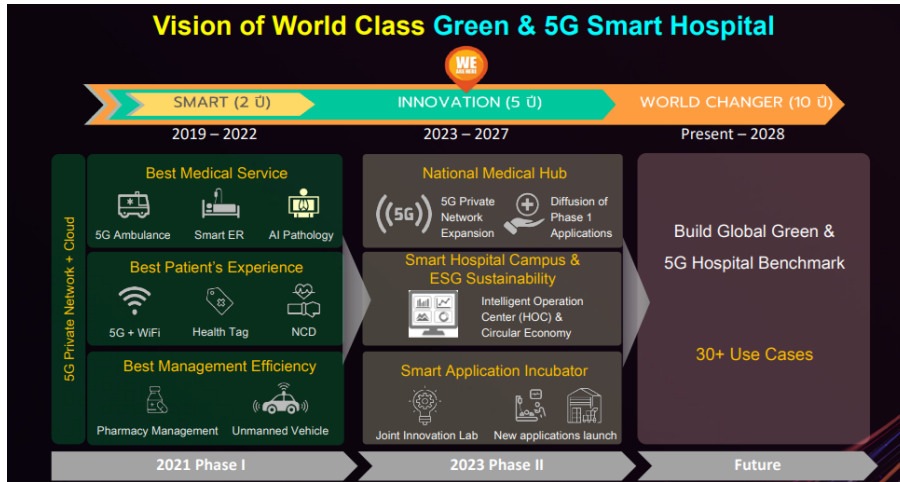 Vision of World Class Green & 5G Smart Hospital
WE
ARE HERE
SMART (2 ปี)
INNOVATION (5 ปี)
WORLD CHANGER (10 ปี)
2019 – 2022
2023 – 2027
Present – 2028
5G Private Network + Cloud
Best Medical Service
5G Ambulance
Smart ER
AI Pathology
Best Patient's Experience
5G + WiFi
Health Tag
NCD
Best Management Efficiency
Pharmacy Management
Unmanned Vehicle
National Medical Hub
((5G))
5G Private
Network
Expansion
Diffusion of
Phase 1
Applications
Smart Hospital Campus &
ESG Sustainability
Intelligent Operation
Center (HOC) &
Circular Economy
Smart Application Incubator
Joint Innovation Lab
New applications launch
Build Global Green &
5G Hospital Benchmark
30+ Use Cases
2021 Phase I
2023 Phase II
Future